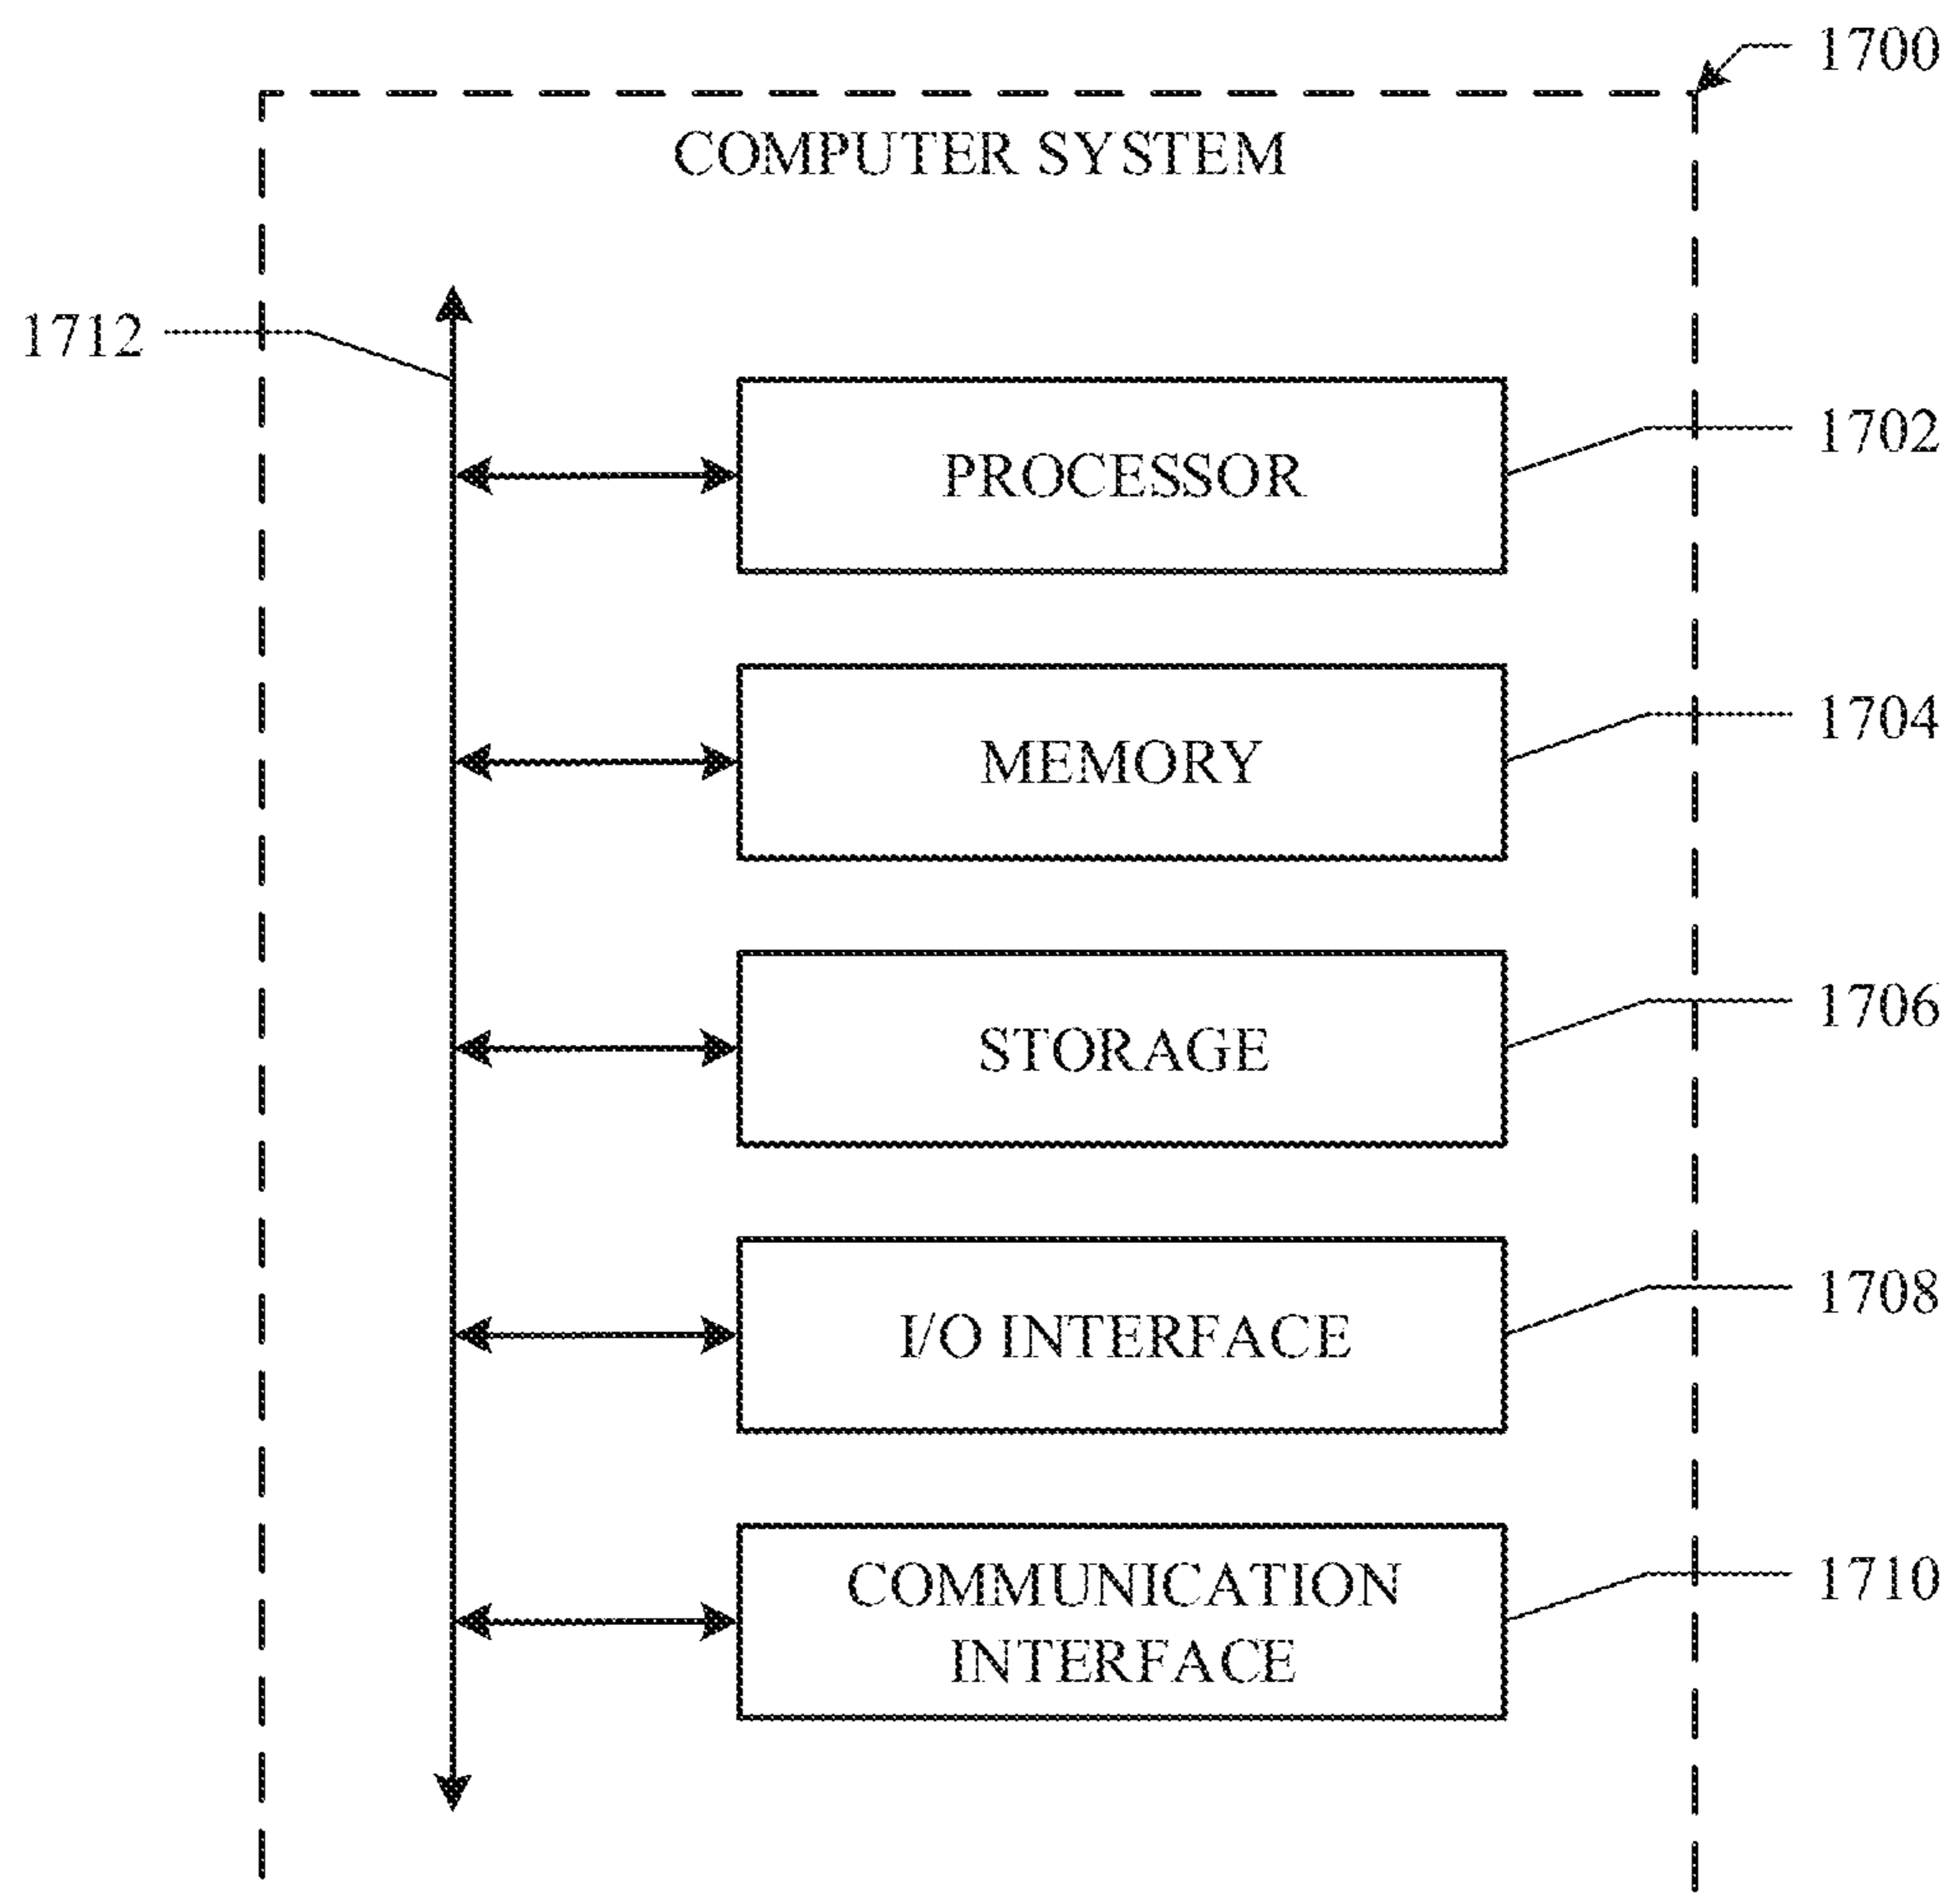 1700
COMPUTER SYSTEM
1712
PROCESSOR
1702
MEMORY
1704
STORAGE
1706
I/O INTERFACE
1708
COMMUNICATION
INTERFACE
1710